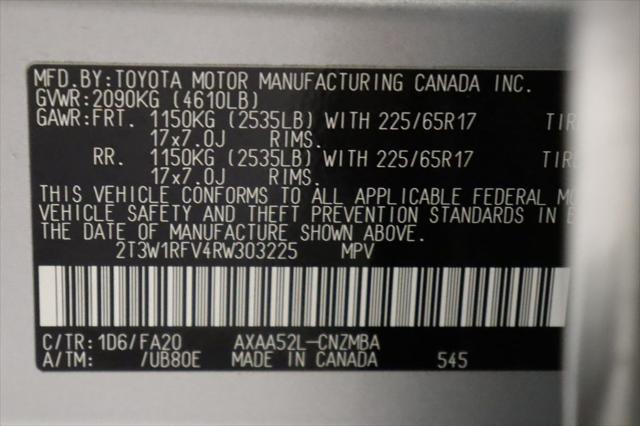 MFD.BY:TOYOTA MOTOR MANUFACTURING CANADA INC.
GVWR:2090KG (4610LB)
GAWR:FRT. 1150KG (2535LB) WITH 225/65R17
17x7.0J RIMS.
RR. 1150KG (2535LB) WITH 225/65R17
17x7.0J RIMS.
THIS VEHICLE CONFORMS TO ALL APPLICABLE FEDERAL
VEHICLE SAFETY AND THEFT PREVENTION STANDARDS IN
THE DATE OF MANUFACTURE SHOWN ABOVE.
2T3W1RFV4RW303225 MPV
C/TR:1D6/FA20 AXAA52L-CNZMBA
A/TM: /UB80E MADE IN CANADA 545